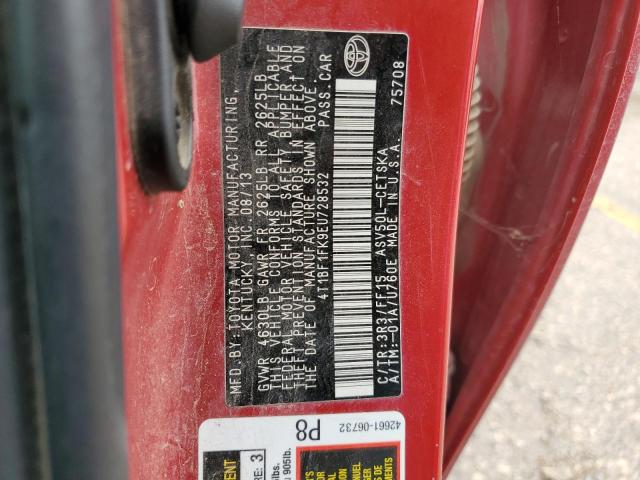 MFD. BY: TOYOTA MOTOR MANUFACTURING,
KENTUCKY, INC. 08/13
GVWR 4630LB GAWR FR 2625LB RR 2625LB
THIS VEHICLE CONFORMS TO ALL APPLICABLE
FEDERAL MOTOR VEHICLE SAFETY, BUMPER, AND
THEFT PREVENTION STANDARDS IN EFFECT ON
THE DATE OF MANUFACTURE SHOWN ABOVE.
4T1BF1FK9EU728532 PASS. CAR
C/TR:3R3/FF15 ASV50L-CETSKA
A/TM:-01A/U760E MADE IN U.S.A. 75708
P8
42661-06732